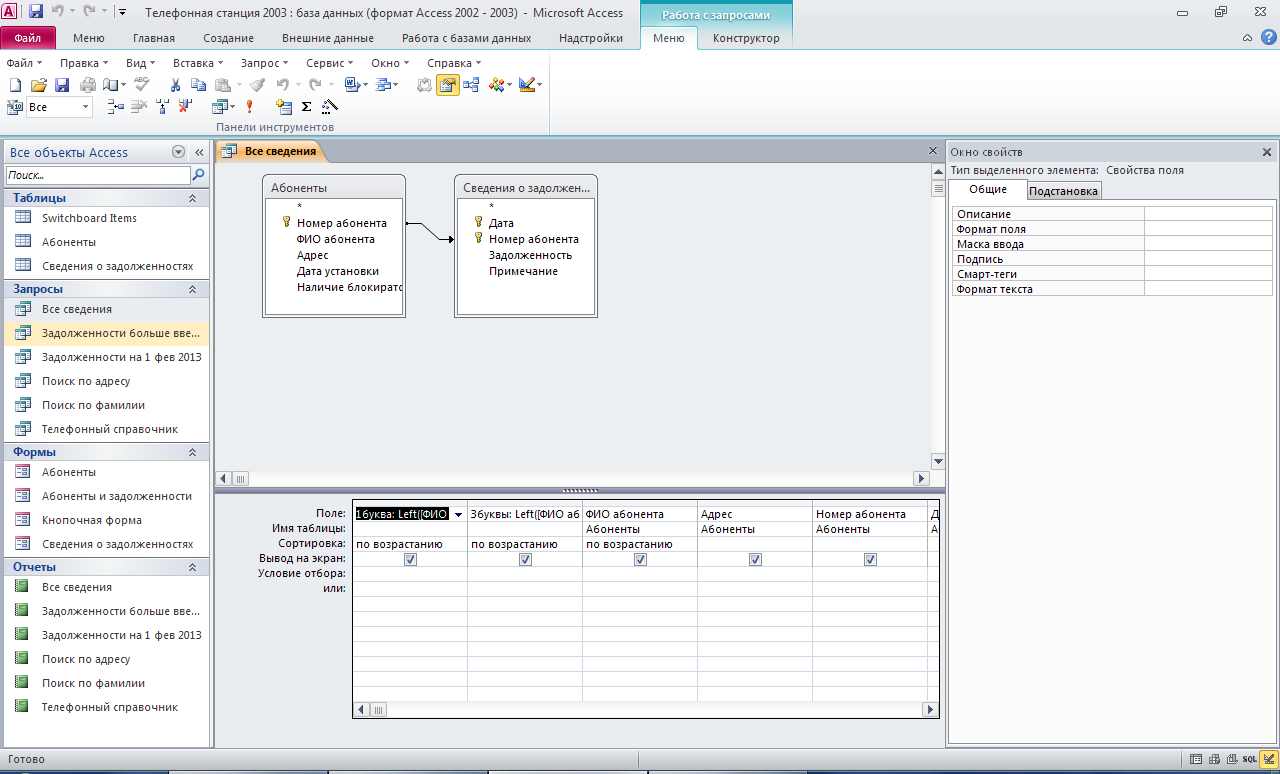 Телефонная станция 2003 : база данных (формат Access 2002 - 2003) - Microsoft Access
Работа с запросами
Файл Меню Главная Создание Внешние данные Работа с базами данных Надстройки Меню Конструктор
Файл Правка Вид Вставка Запрос Сервис Окно Справка
Все
Панели инструментов
Все объекты Access
Поиск...
Таблицы
Switchboard Items
Абоненты
Сведения о задолженностях
Запросы
Все сведения
Задолженности больше вве...
Задолженности на 1 фев 2013
Поиск по адресу
Поиск по фамилии
Телефонный справочник
Формы
Абоненты
Абоненты и задолженности
Кнопочная форма
Сведения о задолженностях
Отчеты
Все сведения
Задолженности больше вве...
Задолженности на 1 фев 2013
Поиск по адресу
Поиск по фамилии
Телефонный справочник
Все сведения
Абоненты
*
Номер абонента
ФИО абонента
Адрес
Дата установки
Наличие блокирато
Сведения о задолжен...
*
Дата
Номер абонента
Задолженность
Примечание
Поле: 1буква: Left([ФИО 3буквы: Left([ФИО аб ФИО абонента Адрес Номер абонента Д
Имя таблицы: Абоненты Абоненты Абоненты А
Сортировка: по возрастанию по возрастанию по возрастанию
Вывод на экран:
Условие отбора:
или:
Окно свойств
Тип выделенного элемента: Свойства поля
Общие Подстановка
Описание
Формат поля
Маска ввода
Подпись
Смарт-теги
Формат текста
Готово
SQL